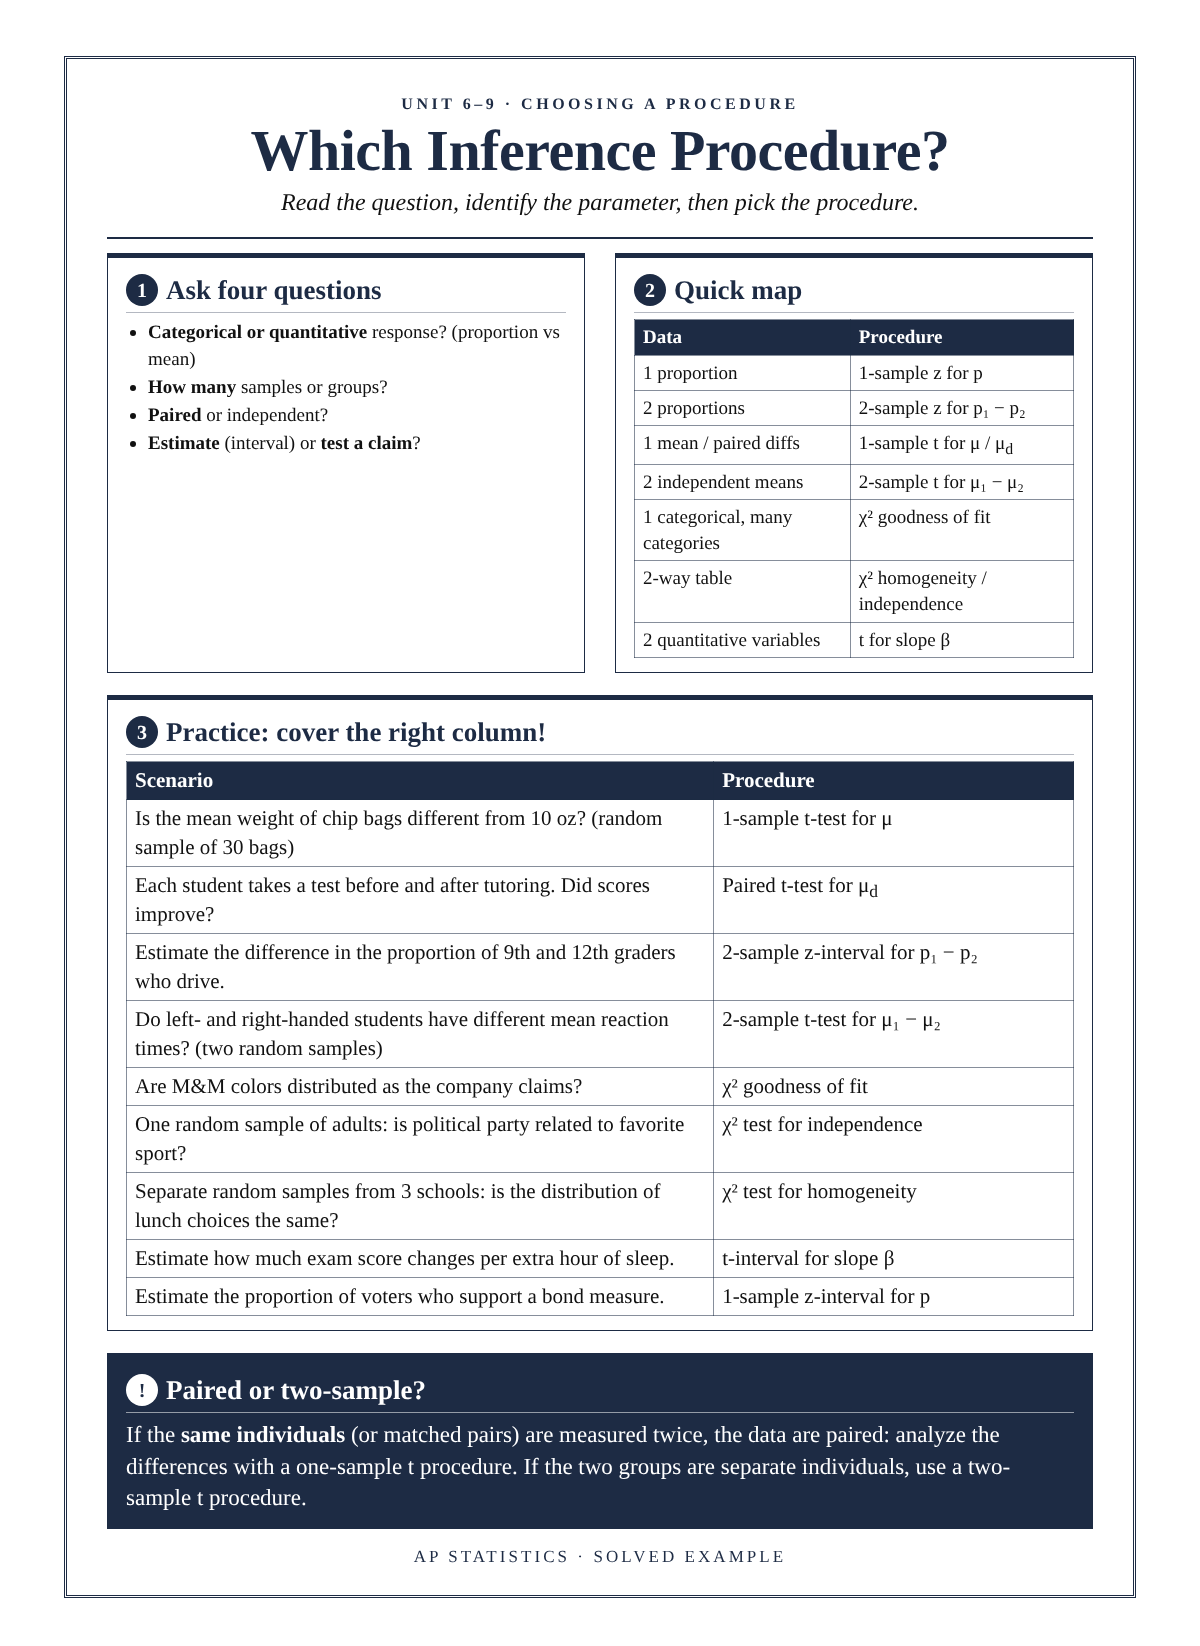 UNIT 6–9 · CHOOSING A PROCEDURE
Which Inference Procedure?
Read the question, identify the parameter, then pick the procedure.
1 Ask four questions
• Categorical or quantitative response? (proportion vs
mean)
• How many samples or groups?
• Paired or independent?
• Estimate (interval) or test a claim?
2 Quick map
Data Procedure
1 proportion 1-sample z for p
2 proportions 2-sample z for p₁ − p₂
1 mean / paired diffs 1-sample t for μ / μd
2 independent means 2-sample t for μ₁ − μ₂
1 categorical, many χ² goodness of fit
categories
2-way table χ² homogeneity /
independence
2 quantitative variables t for slope β
3 Practice: cover the right column!
Scenario Procedure
Is the mean weight of chip bags different from 10 oz? (random 1-sample t-test for μ
sample of 30 bags)
Each student takes a test before and after tutoring. Did scores Paired t-test for μd
improve?
Estimate the difference in the proportion of 9th and 12th graders 2-sample z-interval for p₁ − p₂
who drive.
Do left- and right-handed students have different mean reaction 2-sample t-test for μ₁ − μ₂
times? (two random samples)
Are M&M colors distributed as the company claims? χ² goodness of fit
One random sample of adults: is political party related to favorite χ² test for independence
sport?
Separate random samples from 3 schools: is the distribution of χ² test for homogeneity
lunch choices the same?
Estimate how much exam score changes per extra hour of sleep. t-interval for slope β
Estimate the proportion of voters who support a bond measure. 1-sample z-interval for p
! Paired or two-sample?
If the same individuals (or matched pairs) are measured twice, the data are paired: analyze the
differences with a one-sample t procedure. If the two groups are separate individuals, use a two-
sample t procedure.
AP STATISTICS · SOLVED EXAMPLE